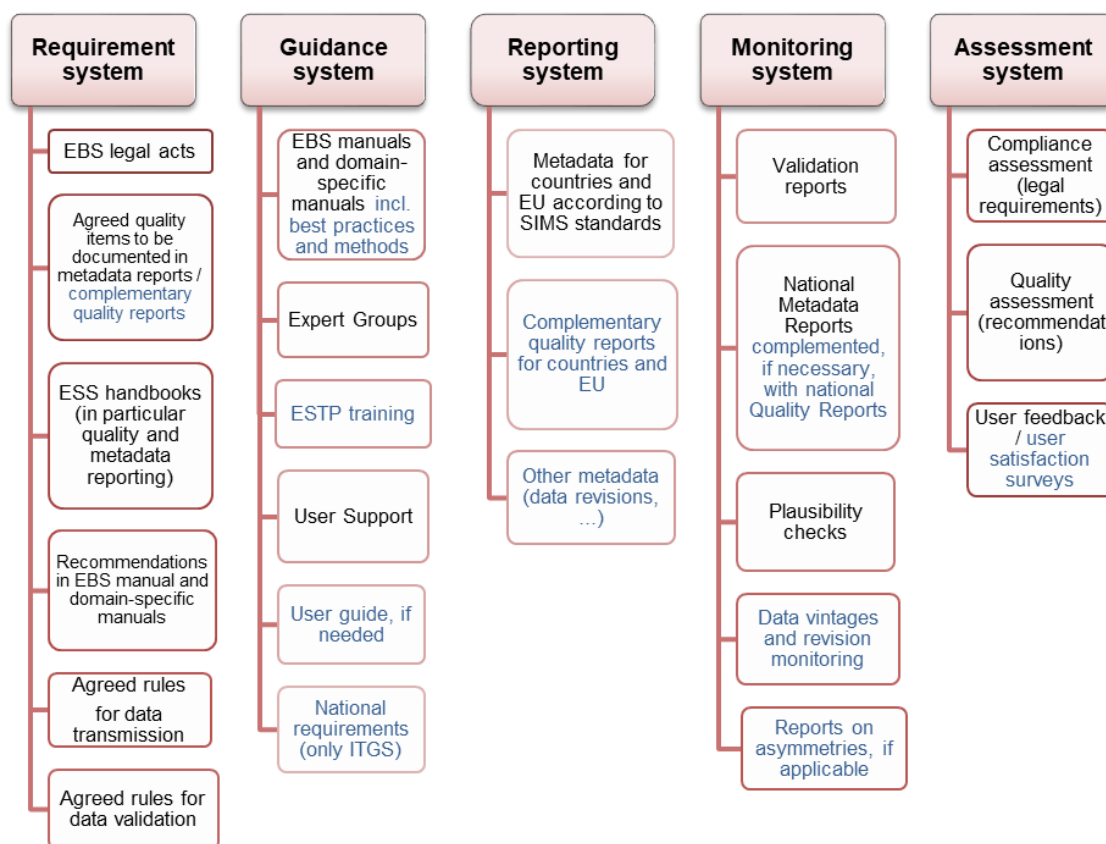 Requirement
system
EBS legal acts
Agreed quality
items to be
documented in
metadata reports /
complementary
quality reports
ESS handbooks
(in particular
quality and
metadata
reporting)
Recommendations
in EBS manual and
domain-specific
manuals
Agreed rules
for data
transmission
Agreed rules for
data validation
Guidance
system
EBS manuals
and domain-
specific
manuals incl.
best practices
and methods
Expert Groups
ESTP training
User Support
User guide, if
needed
National
requirements
(only ITGS)
Reporting
system
Metadata for
countries and
EU according to
SIMS standards
Complementary
quality reports
for countries and
EU
Other metadata
(data revisions,
…)
Monitoring
system
Validation
reports
National
Metadata
Reports
complemented,
if necessary,
with national
Quality Reports
Plausibility
checks
Data vintages
and revision
monitoring
Reports on
asymmetries, if
applicable
Assessment
system
Compliance
assessment
(legal
requirements)
Quality
assessment
(recommendat
ions)
User feedback
/ user
satisfaction
surveys